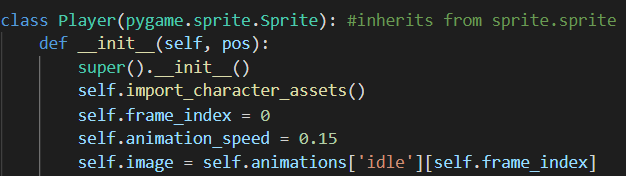 class Player(pygame.sprite.Sprite): #inherits from sprite.sprite
    def __init__(self, pos):
        super().__init__()
        self.import_character_assets()
        self.frame_index = 0
        self.animation_speed = 0.15
        self.image = self.animations['idle'][self.frame_index]